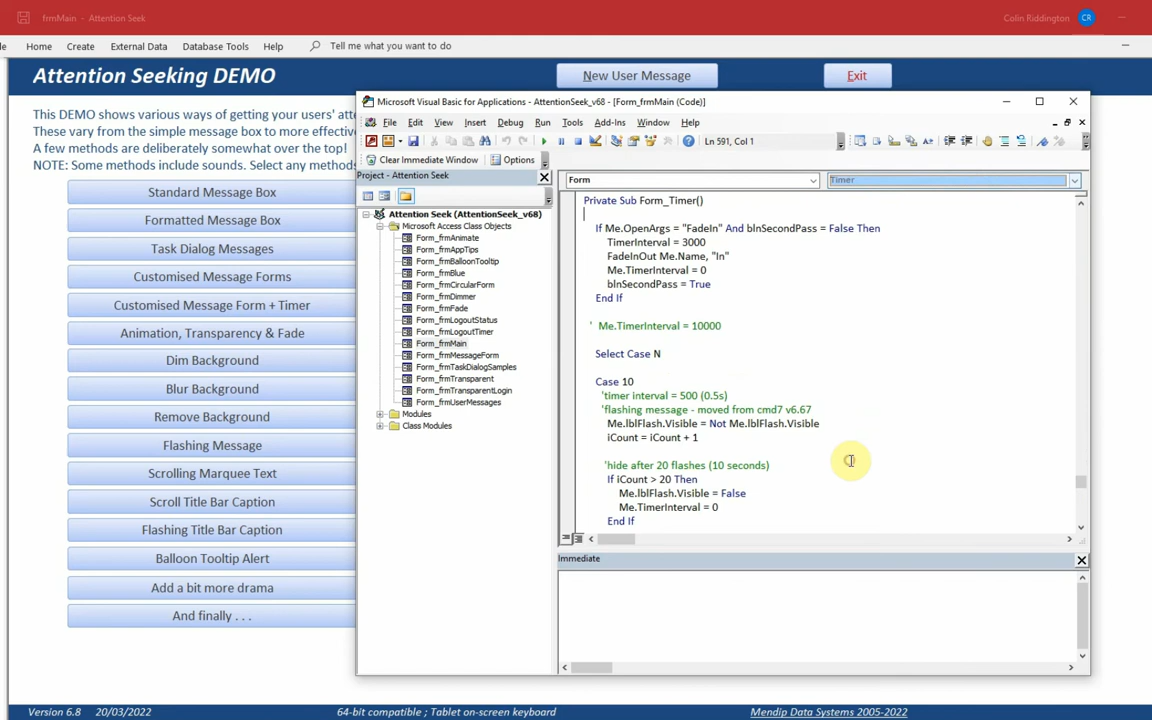 frmMain - Attention Seek
Colin Riddington
CR
Home
Create
External Data
Database Tools
Help
Tell me what you want to do
Attention Seeking DEMO
New User Message
Exit
This DEMO shows various ways of getting your users'
These vary from the simple message box to more effective
A few methods are deliberately somewhat over the top!
NOTE: Some methods include sounds. Select any method
Standard Message Box
Formatted Message Box
Task Dialog Messages
Customised Message Forms
Customised Message Form + Timer
Animation, Transparency & Fade
Dim Background
Blur Background
Remove Background
Flashing Message
Scrolling Marquee Text
Scroll Title Bar Caption
Flashing Title Bar Caption
Balloon Tooltip Alert
Add a bit more drama
And finally . . .
Microsoft Visual Basic for Applications - AttentionSeek_v68 - [Form_frmMain (Code)]
File Edit View Insert Debug Run Tools Add-Ins Window Help
Ln 591, Col 1
Clear Immediate Window
Options
Project - Attention Seek
Attention Seek (AttentionSeek_v68)
Microsoft Access Class Objects
Form_frmAnimate
Form_frmAppTips
Form_frmBalloonTooltip
Form_frmBlue
Form_frmCircularForm
Form_frmDimmer
Form_frmFade
Form_frmLogoutStatus
Form_frmLogoutTimer
Form_frmMain
Form_frmMessageForm
Form_frmTaskDialogSamples
Form_frmTransparent
Form_frmTransparentLogin
Form_frmUserMessages
Modules
Class Modules
Form
Timer
Private Sub Form_Timer()
If Me.OpenArgs = "FadeIn" And blnSecondPass = False Then
TimerInterval = 3000
FadeInOut Me.Name, "In"
Me.TimerInterval = 0
blnSecondPass = True
End If
' Me.TimerInterval = 10000
Select Case N
Case 10
'timer interval = 500 (0.5s)
'flashing message - moved from cmd7 v6.67
Me.lblFlash.Visible = Not Me.lblFlash.Visible
iCount = iCount + 1
'hide after 20 flashes (10 seconds)
If iCount > 20 Then
Me.lblFlash.Visible = False
Me.TimerInterval = 0
End If
Immediate
Version 6.8 20/03/2022
64-bit compatible ; Tablet on-screen keyboard
Mendip Data Systems 2005-2022